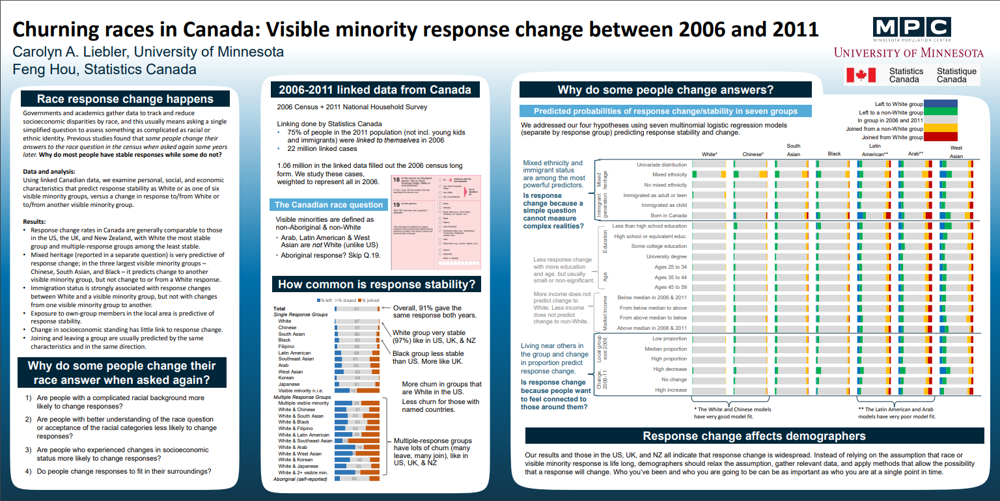 Churning races in Canada: Visible minority response change between 2006 and 2011
Carolyn A. Liebler, University of Minnesota
Feng Hou, Statistics Canada
MPC
MINNESOTA POPULATION CENTER
UNIVERSITY OF MINNESOTA
Statistics Canada
Statistique Canada
Race response change happens
Governments and academics gather data to track and reduce
socioeconomic disparities by race, and this usually means asking a single
simplified question to assess something as complicated as racial or
ethnic identity. Previous studies found that some people change their
answers to the race question in the census when asked again some years
later. Why do most people have stable responses while some do not?
Data and analysis:
Using linked Canadian data, we examine personal, social, and economic
characteristics that predict response stability as White or as one of six
visible minority groups, versus a change in response to/from White or
to/from another visible minority group.
Results:
• Response change rates in Canada are generally comparable to those
in the US, the UK, and New Zealand, with White the most stable
group and multiple-response groups among the least stable.
• Mixed heritage (reported in a separate question) is very predictive of
response change; in the three largest visible minority groups –
Chinese, South Asian, and Black – it predicts change to another
visible minority group, but not change to or from a White response.
• Immigration status is strongly associated with response changes
between White and a visible minority group, but not with changes
from one visible minority group to another.
• Exposure to own-group members in the local area is predictive of
response stability.
• Change in socioeconomic standing has little link to response change.
• Joining and leaving a group are usually predicted by the same
characteristics and in the same direction.
Why do some people change their
race answer when asked again?
1) Are people with a complicated racial background more
likely to change responses?
2) Are people with better understanding of the race question
or acceptance of the racial categories less likely to change
responses?
3) Are people who experienced changes in socioeconomic
status more likely to change responses?
4) Do people change responses to fit in their surroundings?
2006-2011 linked data from Canada
2006 Census + 2011 National Household Survey
Linking done by Statistics Canada
• 75% of people in the 2011 population (not incl. young kids
and immigrants) were linked to themselves in 2006
• 22 million linked cases
1.06 million in the linked data filled out the 2006 census long
form. We study these cases,
weighted to represent all in 2006.
The Canadian race question
Visible minorities are defined as
non-Aboriginal & non-White
• Arab, Latin American & West
Asian are not White (unlike US)
• Aboriginal response? Skip Q.19.
18
19 Is this person:
How common is response stability?
% left % stayed % joined
Total 91
Single Response Groups
White 97
Chinese 91
South Asian 86
Black 83
Filipino 89
Latin American 69
Southeast Asian 61
Arab 63
West Asian 62
Korean 94
Japanese 81
Visible minority n.i.e. 15
Multiple Response Groups
Multiple visible minority 20
White & Chinese 51
White & South Asian 33
White & Black 43
White & Filipino 45
White & Latin American 20
White & Southeast Asian 12
White & Arab 19
White & West Asian
White & Korean 45
White & Japanese 55
White & 2+ visible min. 11
Aboriginal (self-reported) 65
Overall, 91% gave the
same response both years.
White group very stable
(97%) like in US, UK, & NZ
Black group less stable
than US. More like UK.
More churn in groups that
are White in the US.
Less churn for those with
named countries.
Multiple-response groups
have lots of churn (many
leave, many join), like in
US, UK, & NZ
Why do some people change answers?
Predicted probabilities of response change/stability in seven groups
We addressed our four hypotheses using seven multinomial logistic regression models
(separate by response group) predicting response stability and change.
Left to White group
Left to a non-White group
In group in 2006 and 2011
Joined from a non-White group
Joined from White group
White*
Chinese*
South Asian
Black
Latin American**
Arab**
West Asian
Mixed ethnicity and
immigrant status
are among the most
powerful predictors.
Is response
change because a
simple question
cannot measure
complex realities?
Mixed heritage
Univariate distribution
Mixed ethnicity
No mixed ethnicity
Immigrant generation
Immigrated as adult or teen
Immigrated as child
Born in Canada
Less response change
with more education
and age, but usually
small or non-significant.
Education
Less than high school education
High school or equivalent educ.
Some college education
University degree
Age
Ages 25 to 34
Ages 35 to 44
Ages 45 to 59
More income does not
predict change to
White. Less income
does not predict
change to non-White.
Market Income
Below median in 2006 & 2011
From below median to above
From above median to below
Above median in 2006 & 2011
Living near others in
the group and change
in proportion predict
response change.
Is response change
because people want
to feel connected to
those around them?
Local group size 2006
Low proportion
Median proportion
High proportion
Change, 2006-11
High decrease
No change
High increase
* The White and Chinese models
have very good model fit.
** The Latin American and Arab
models have very poor model fit.
Response change affects demographers
Our results and those in the US, UK, and NZ all indicate that response change is widespread. Instead of relying on the assumption that race or
visible minority response is life long, demographers should relax the assumption, gather relevant data, and apply methods that allow the possibility
that a response will change. Who you've been and who you are going to be can be as important as who you are at a single point in time.